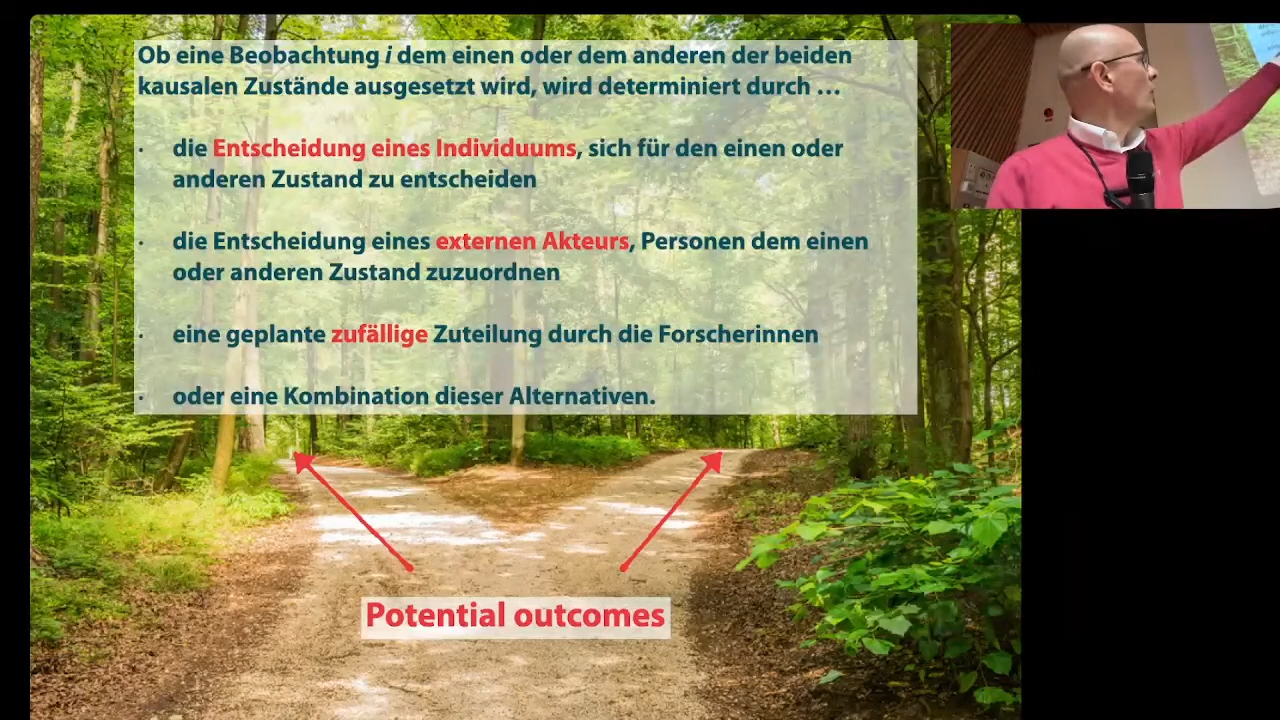 Ob eine Beobachtung i dem einen oder dem anderen der beiden
kausalen Zustände ausgesetzt wird, wird determiniert durch …
· die Entscheidung eines Individuums, sich für den einen oder
anderen Zustand zu entscheiden
· die Entscheidung eines externen Akteurs, Personen dem einen
oder anderen Zustand zuzuordnen
· eine geplante zufällige Zuteilung durch die Forscherinnen
· oder eine Kombination dieser Alternativen.
Potential outcomes